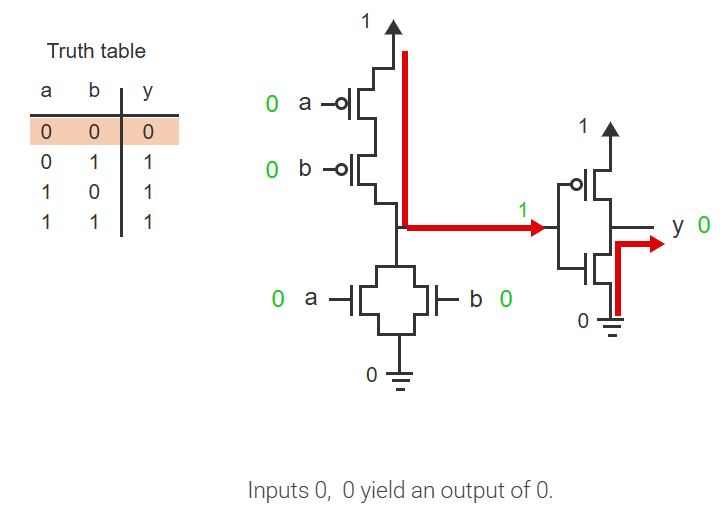 Truth table
a b y
0 0 0
0 1 1
1 0 1
1 1 1
1
0 a
0 b
1
1
y 0
0 a
b 0
0
0
Inputs 0, 0 yield an output of 0.